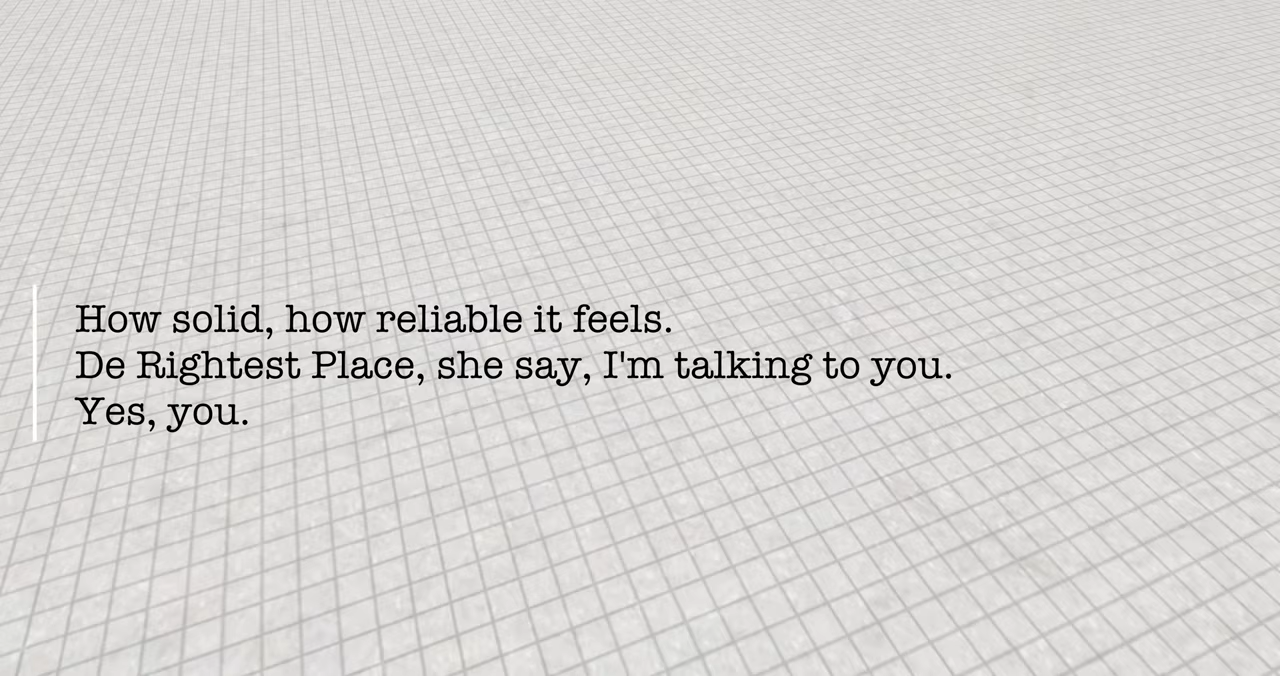 How solid, how reliable it feels.
De Rightest Place, she say, I'm talking to you.
Yes, you.